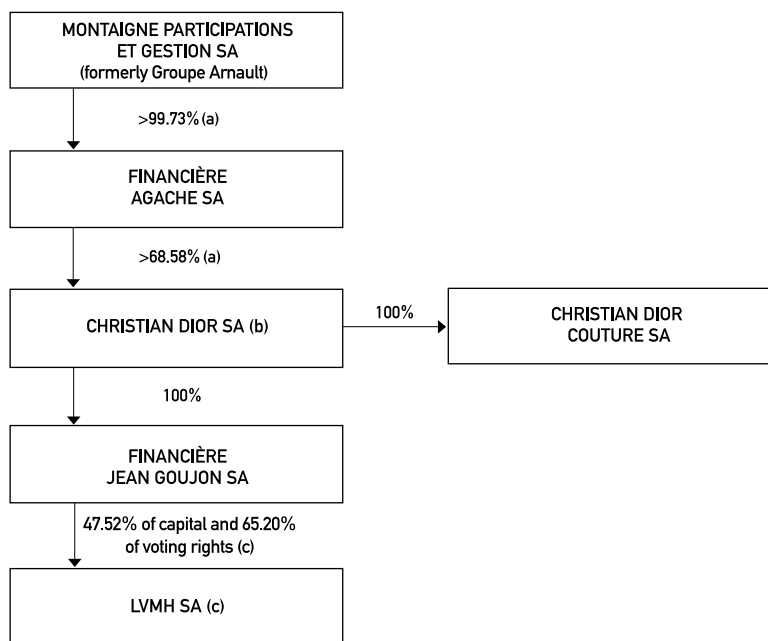 MONTAIGNE PARTICIPATIONS
ET GESTION SA
(formerly Groupe Arnault)
>99.73% (a)
FINANCIÈRE
AGACHE SA
>68.58% (a)
CHRISTIAN DIOR SA (b)
100%
CHRISTIAN DIOR
COUTURE SA
100%
FINANCIÈRE
JEAN GOUJON SA
47.52% of capital and 65.20%
of voting rights (c)
LVMH SA (c)